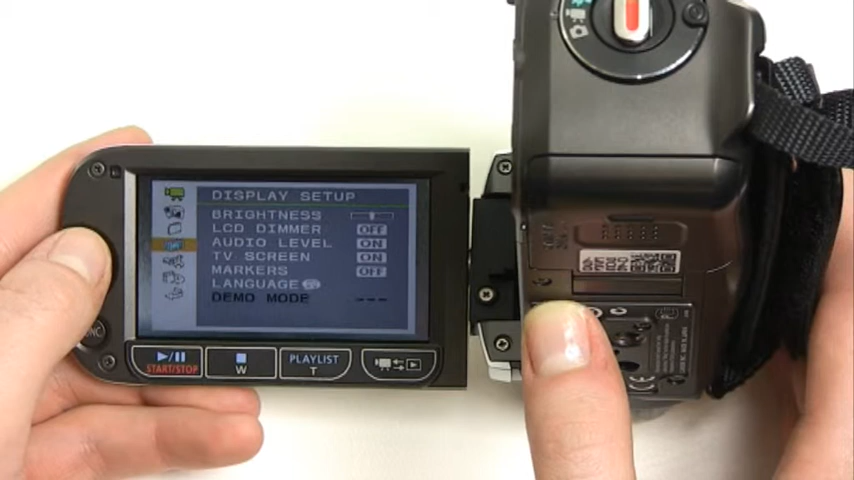 DISPLAY SETUP
BRIGHTNESS
LCD DIMMER OFF
AUDIO LEVEL ON
TV SCREEN ON
MARKERS OFF
LANGUAGE
DEMO MODE ---
START/STOP
W
PLAYLIST
T